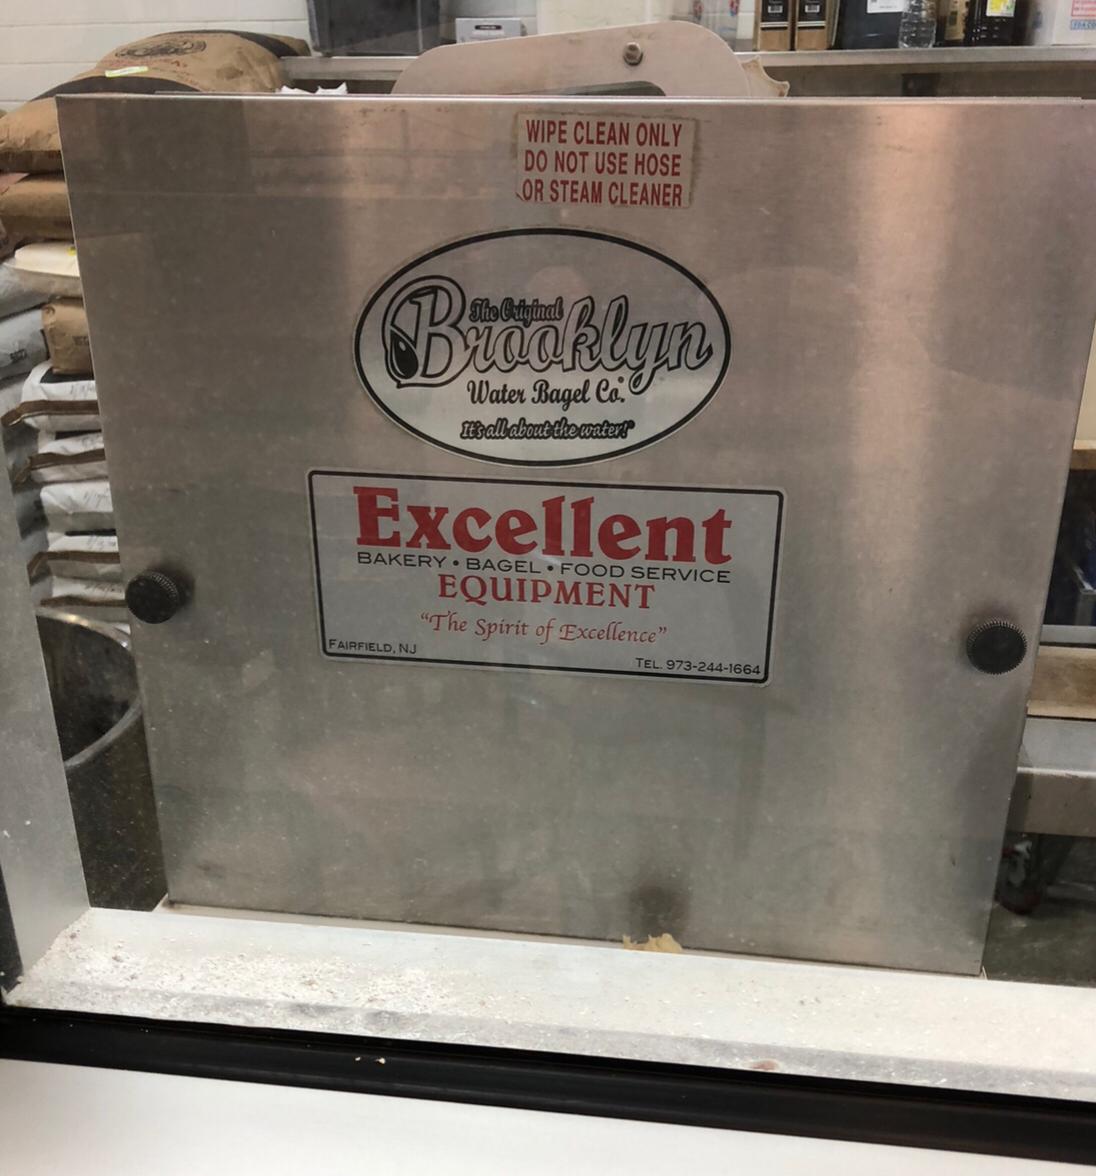 WIPE CLEAN ONLY
DO NOT USE HOSE
OR STEAM CLEANER
The Original
Brooklyn
Water Bagel Co.
It's all about the water!
Excellent
BAKERY • BAGEL • FOOD SERVICE
EQUIPMENT
"The Spirit of Excellence"
FAIRFIELD, NJ
TEL. 973-244-1664